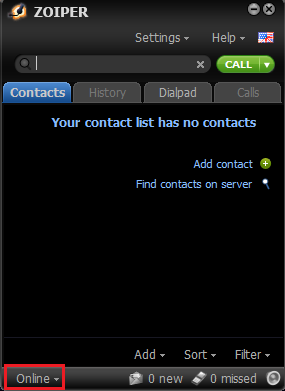 ZOIPER
Settings Help
CALL
Contacts History Dialpad Calls
Your contact list has no contacts
Add contact
Find contacts on server
Add Sort Filter
Online 0 new 0 missed